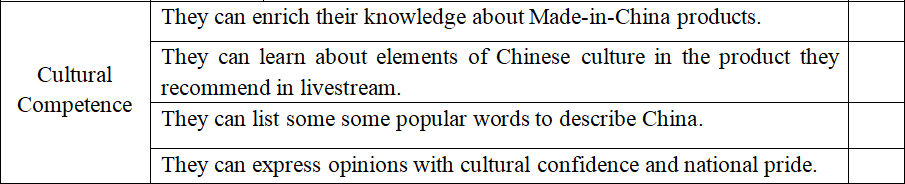 They can enrich their knowledge about Made-in-China products.
Cultural
Competence
They can learn about elements of Chinese culture in the product they
recommend in livestream.
They can list some some popular words to describe China.
They can express opinions with cultural confidence and national pride.